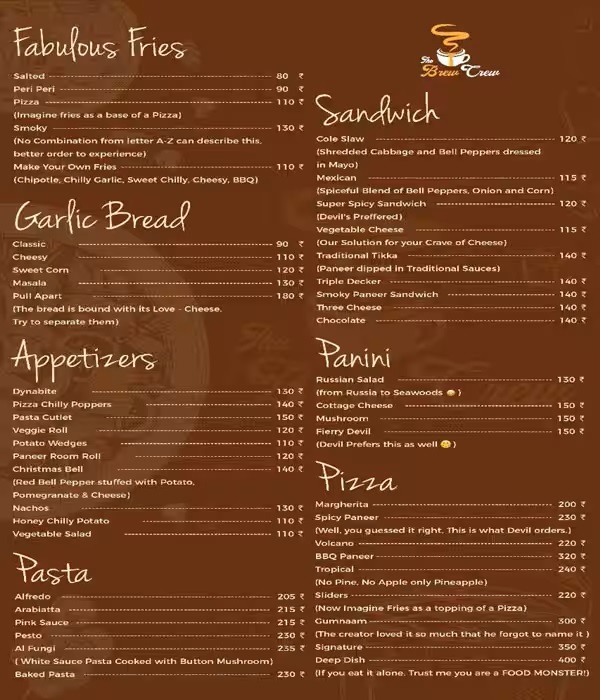 Fabulous Fries
Salted 80 ₹
Peri Peri 90 ₹
Pizza 110 ₹
(Imagine fries as a base of a Pizza)
Smoky 130 ₹
(No Combination from letter A-Z can describe this,
better order to experience)
Make Your Own Fries 110 ₹
(Chipotle, Chilly Garlic, Sweet Chilly, Cheesy, BBQ)
Garlic Bread
Classic 90 ₹
Cheesy 110 ₹
Sweet Corn 120 ₹
Masala 130 ₹
Pull Apart 180 ₹
(The bread is bound with its Love - Cheese,
Try to separate them)
Appetizers
Dynabite 130 ₹
Pizza Chilly Poppers 140 ₹
Pasta Cutlet 150 ₹
Veggie Roll 120 ₹
Potato Wedges 110 ₹
Paneer Room Roll 120 ₹
Christmas Bell 140 ₹
(Red Bell Pepper stuffed with Potato,
Pomegranate & Cheese)
Nachos 130 ₹
Honey Chilly Potato 110 ₹
Vegetable Salad 110 ₹
Pasta
Alfredo 205 ₹
Arabiatta 215 ₹
Pink Sauce 215 ₹
Pesto 230 ₹
Al Fungi 235 ₹
( White Sauce Pasta Cooked with Button Mushroom)
Baked Pasta 230 ₹
The
Brew Crew
Sandwich
Cole Slaw 120 ₹
(Shredded Cabbage and Bell Peppers dressed
in Mayo)
Mexican 115 ₹
(Spiceful Blend of Bell Peppers, Onion and Corn)
Super Spicy Sandwich 120 ₹
(Devil's Preffered)
Vegetable Cheese 115 ₹
(Our Solution for your Crave of Cheese)
Traditional Tikka 140 ₹
(Paneer dipped in Traditional Sauces)
Triple Decker 140 ₹
Smoky Paneer Sandwich 140 ₹
Three Cheese 140 ₹
Chocolate 140 ₹
Panini
Russian Salad 130 ₹
(from Russia to Seawoods 😀 )
Cottage Cheese 150 ₹
Mushroom 150 ₹
Fierry Devil 150 ₹
(Devil Prefers this as well 😋 )
Pizza
Margherita 200 ₹
Spicy Paneer 230 ₹
(Well, you guessed it right, This is what Devil orders.)
Volcano 220 ₹
BBQ Paneer 320 ₹
Tropical 240 ₹
(No Pine, No Apple only Pineapple)
Sliders 220 ₹
(Now Imagine Fries as a topping of a Pizza)
Gumnaam 300 ₹
(The creator loved it so much that he forgot to name it )
Signature 350 ₹
Deep Dish 400 ₹
(If you eat it alone, Trust me you are a FOOD MONSTER!)